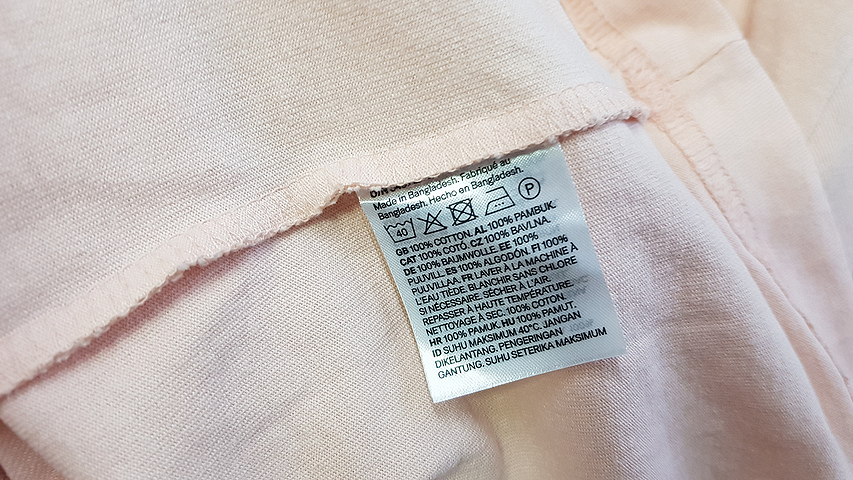 Made in Bangladesh. Fabriqué au
Bangladesh. Hecho en Bangladesh.
40 P
GB 100% COTTON. AL 100% PAMBUK.
CAT 100% COTÓ. CZ 100% BAVLNA.
DE 100% BAUMWOLLE. EE 100%
PUUVILL. ES 100% ALGODÓN. FI 100%
PUUVILLAA. FR LAVER À LA MACHINE À
L'EAU TIÈDE. BLANCHIR SANS CHLORE
SI NÉCESSAIRE. SÉCHER À L'AIR.
REPASSER À HAUTE TEMPÉRATURE.
NETTOYAGE À SEC. 100% COTON.
HR 100% PAMUK. HU 100% PAMUT.
ID SUHU MAKSIMUM 40°C. JANGAN
DIKELANTANG. PENGERINGAN
GANTUNG. SUHU SETERIKA MAKSIMUM